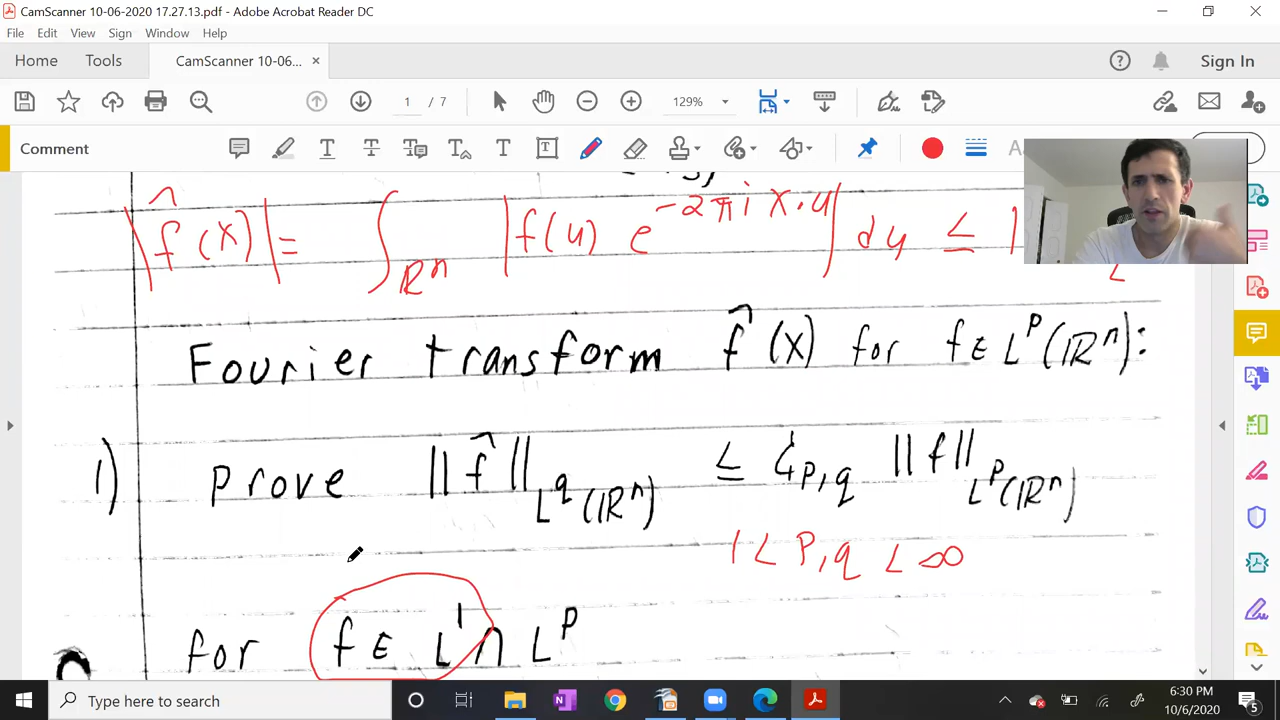 CamScanner 10-06-2020 17.27.13.pdf - Adobe Acrobat Reader DC
File Edit View Sign Window Help
Home Tools CamScanner 10-06... × Sign In
1 / 7 129%
Comment
|f̂(x)| = ∫_{ℝⁿ} |f(y) e^{-2πi x·y}| dy ≤ |
Fourier transform f̂(x) for f∈L^p(ℝⁿ):
1) Prove ||f̂||_{L^q(ℝⁿ)} ≤ C_{p,q} ||f||_{L^p(ℝⁿ)}
1<p,q<∞
for f∈ L¹∩L^p
Type here to search
6:30 PM
10/6/2020
5